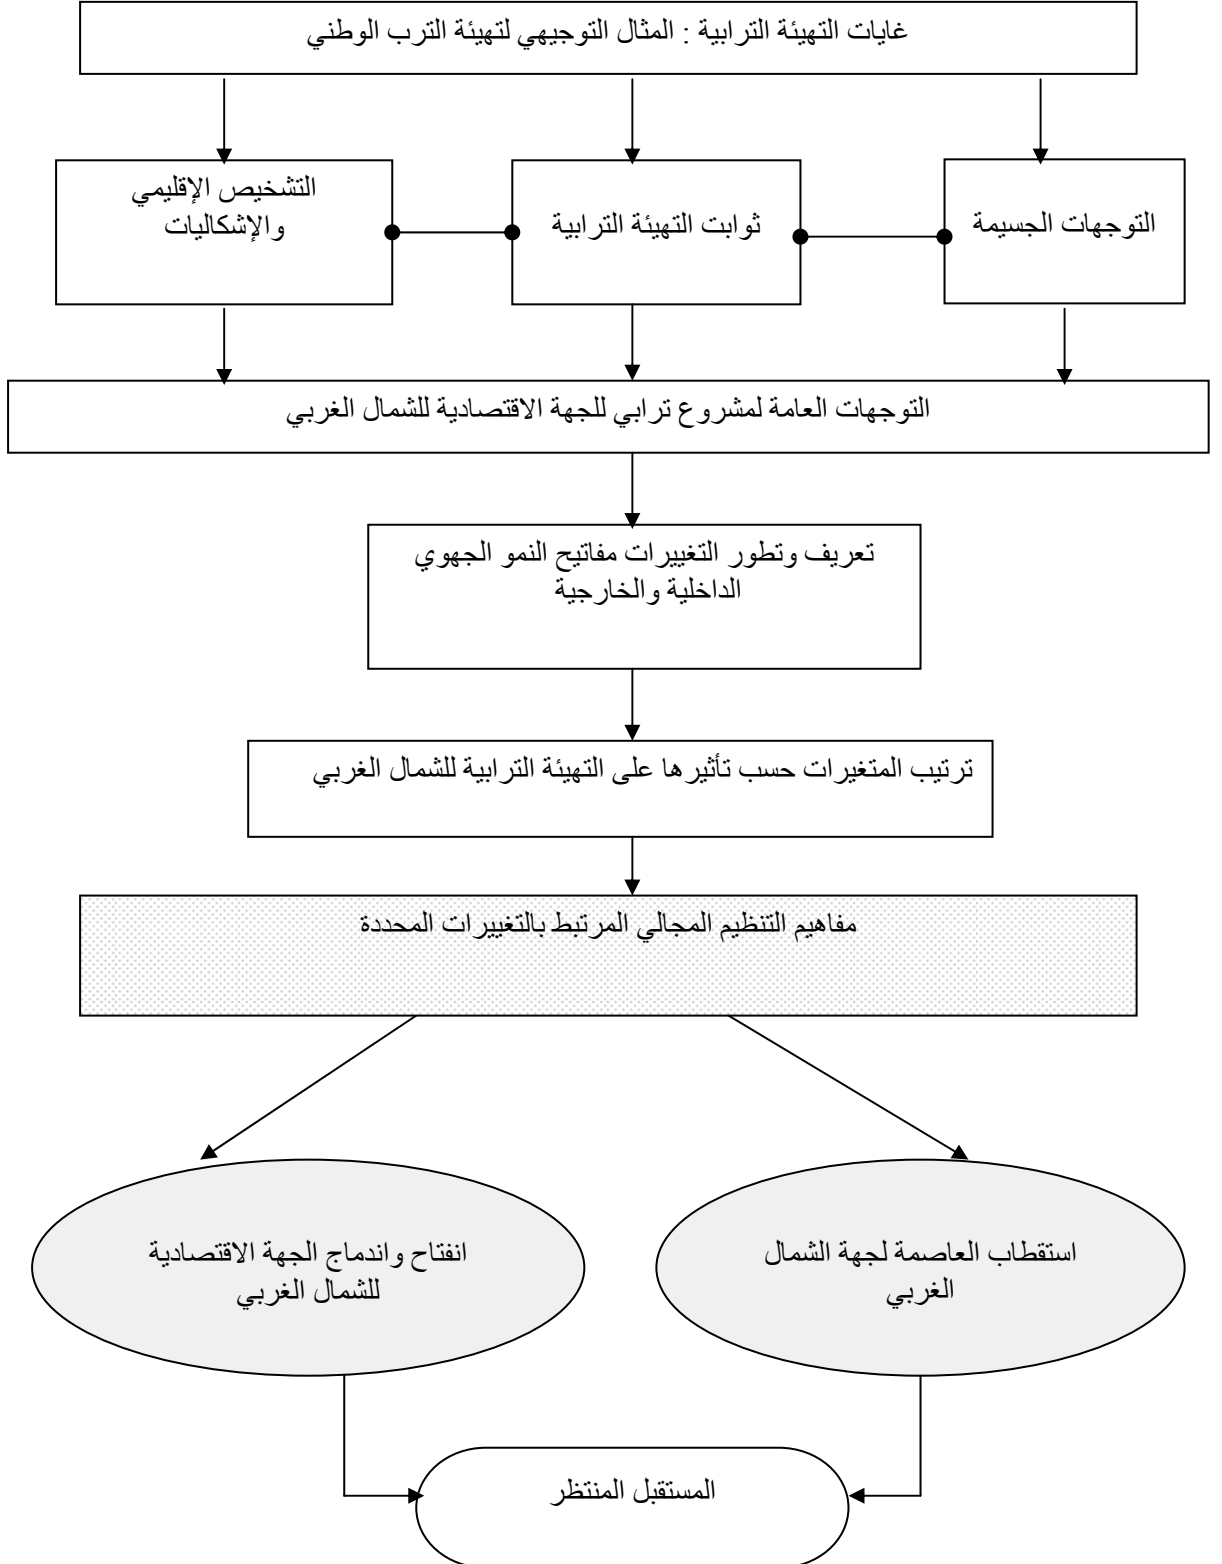 غايات التهيئة الترابية : المثال التوجيهي لتهيئة الترب الوطني
التوجهات الجسيمة
ثوابت التهيئة الترابية
التشخيص الإقليمي
والإشكاليات
التوجهات العامة لمشروع ترابي للجهة الاقتصادية للشمال الغربي
تعريف وتطور التغييرات مفاتيح النمو الجهوي
الداخلية والخارجية
ترتيب المتغيرات حسب تأثيرها على التهيئة الترابية للشمال الغربي
مفاهيم التنظيم المجالي المرتبط بالتغييرات المحددة
استقطاب العاصمة لجهة الشمال
الغربي
انفتاح واندماج الجهة الاقتصادية
للشمال الغربي
المستقبل المنتظر